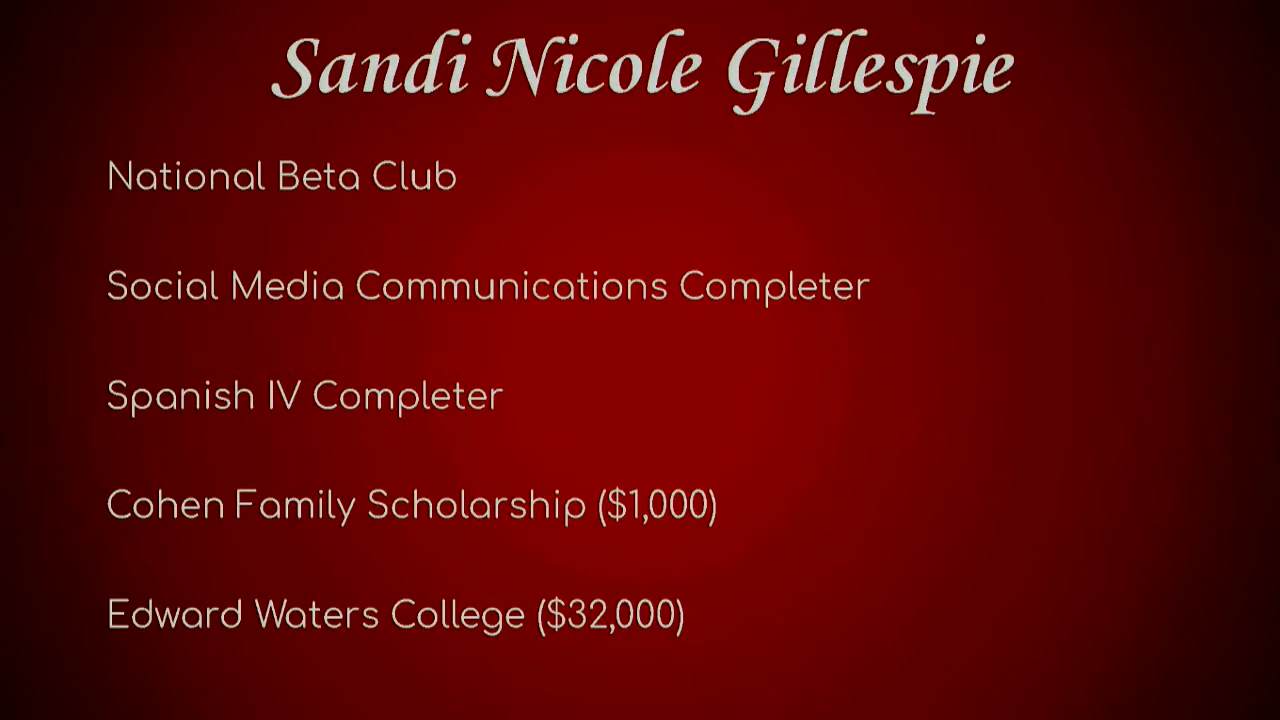 Sandi Nicole Gillespie
National Beta Club
Social Media Communications Completer
Spanish IV Completer
Cohen Family Scholarship ($1,000)
Edward Waters College ($32,000)